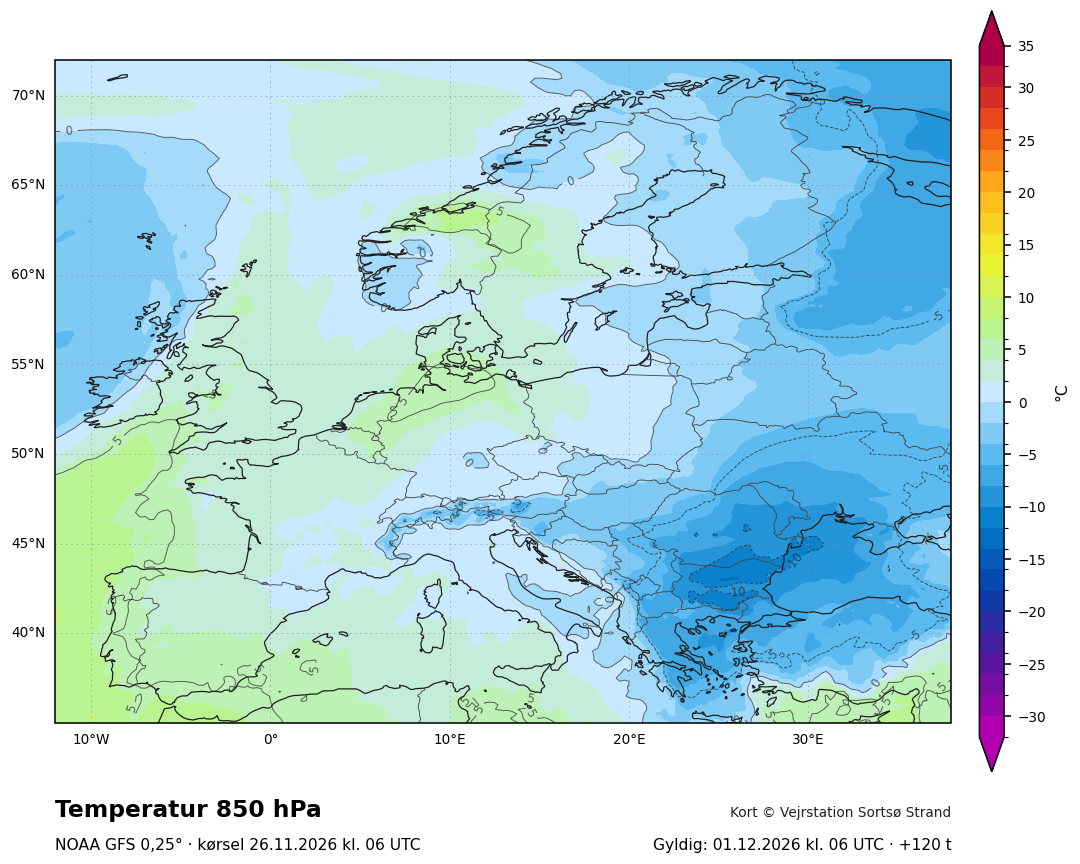 35
30
25
20
15
10
5
0
−5
−10
−15
−20
−25
−30
°C
70°N
65°N
60°N
55°N
50°N
45°N
40°N
10°W 0° 10°E 20°E 30°E
Temperatur 850 hPa
Kort © Vejrstation Sortsø Strand
NOAA GFS 0,25° · kørsel 26.11.2026 kl. 06 UTC
Gyldig: 01.12.2026 kl. 06 UTC · +120 t